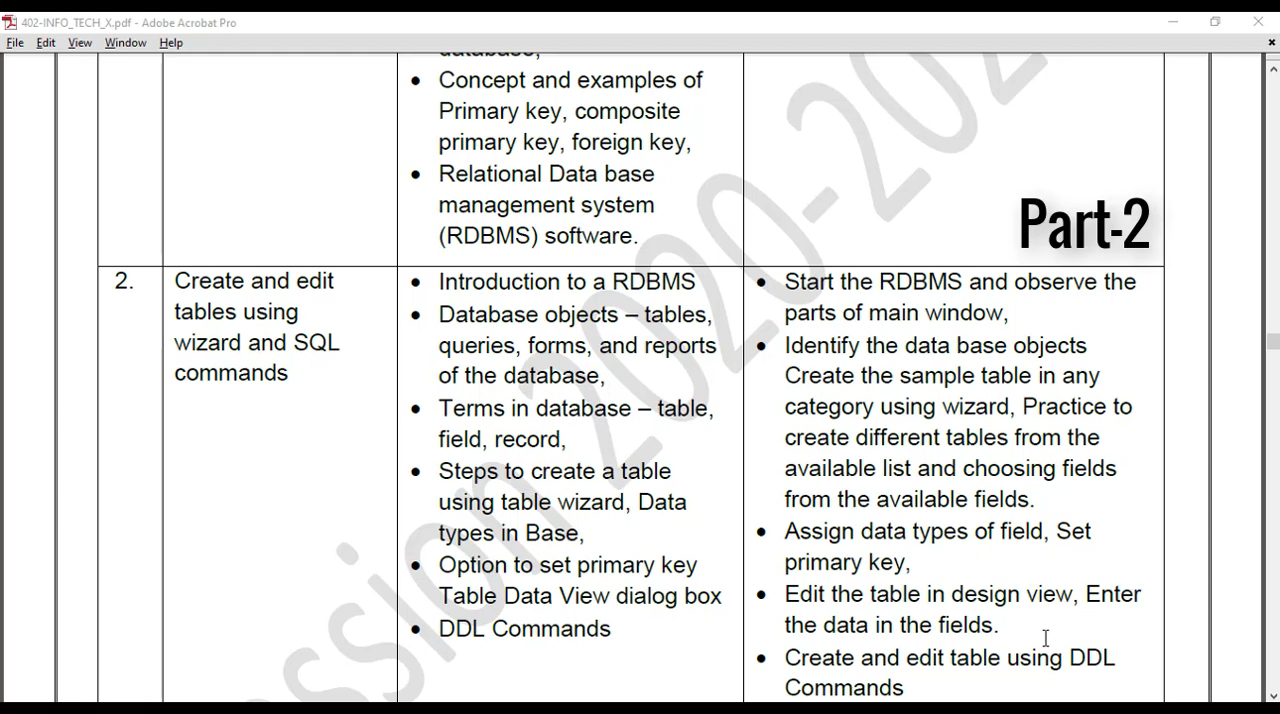 402-INFO_TECH_X.pdf - Adobe Acrobat Pro
File Edit View Window Help
database,
• Concept and examples of
Primary key, composite
primary key, foreign key,
• Relational Data base
management system
(RDBMS) software.
Part-2
2.
Create and edit
tables using
wizard and SQL
commands
• Introduction to a RDBMS
• Database objects – tables,
queries, forms, and reports
of the database,
• Terms in database – table,
field, record,
• Steps to create a table
using table wizard, Data
types in Base,
• Option to set primary key
Table Data View dialog box
• DDL Commands
• Start the RDBMS and observe the
parts of main window,
• Identify the data base objects
Create the sample table in any
category using wizard, Practice to
create different tables from the
available list and choosing fields
from the available fields.
• Assign data types of field, Set
primary key,
• Edit the table in design view, Enter
the data in the fields.
• Create and edit table using DDL
Commands
ssion 2020-202